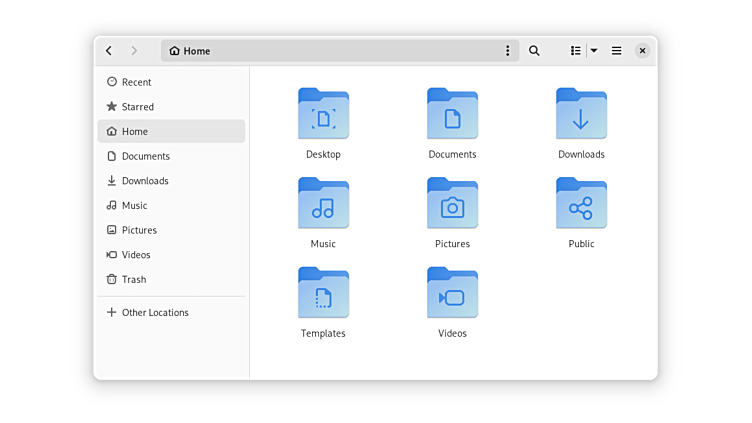 Home
Recent
Starred
Home
Documents
Downloads
Music
Pictures
Videos
Trash
Other Locations
Desktop Documents Downloads
Music Pictures Public
Templates Videos